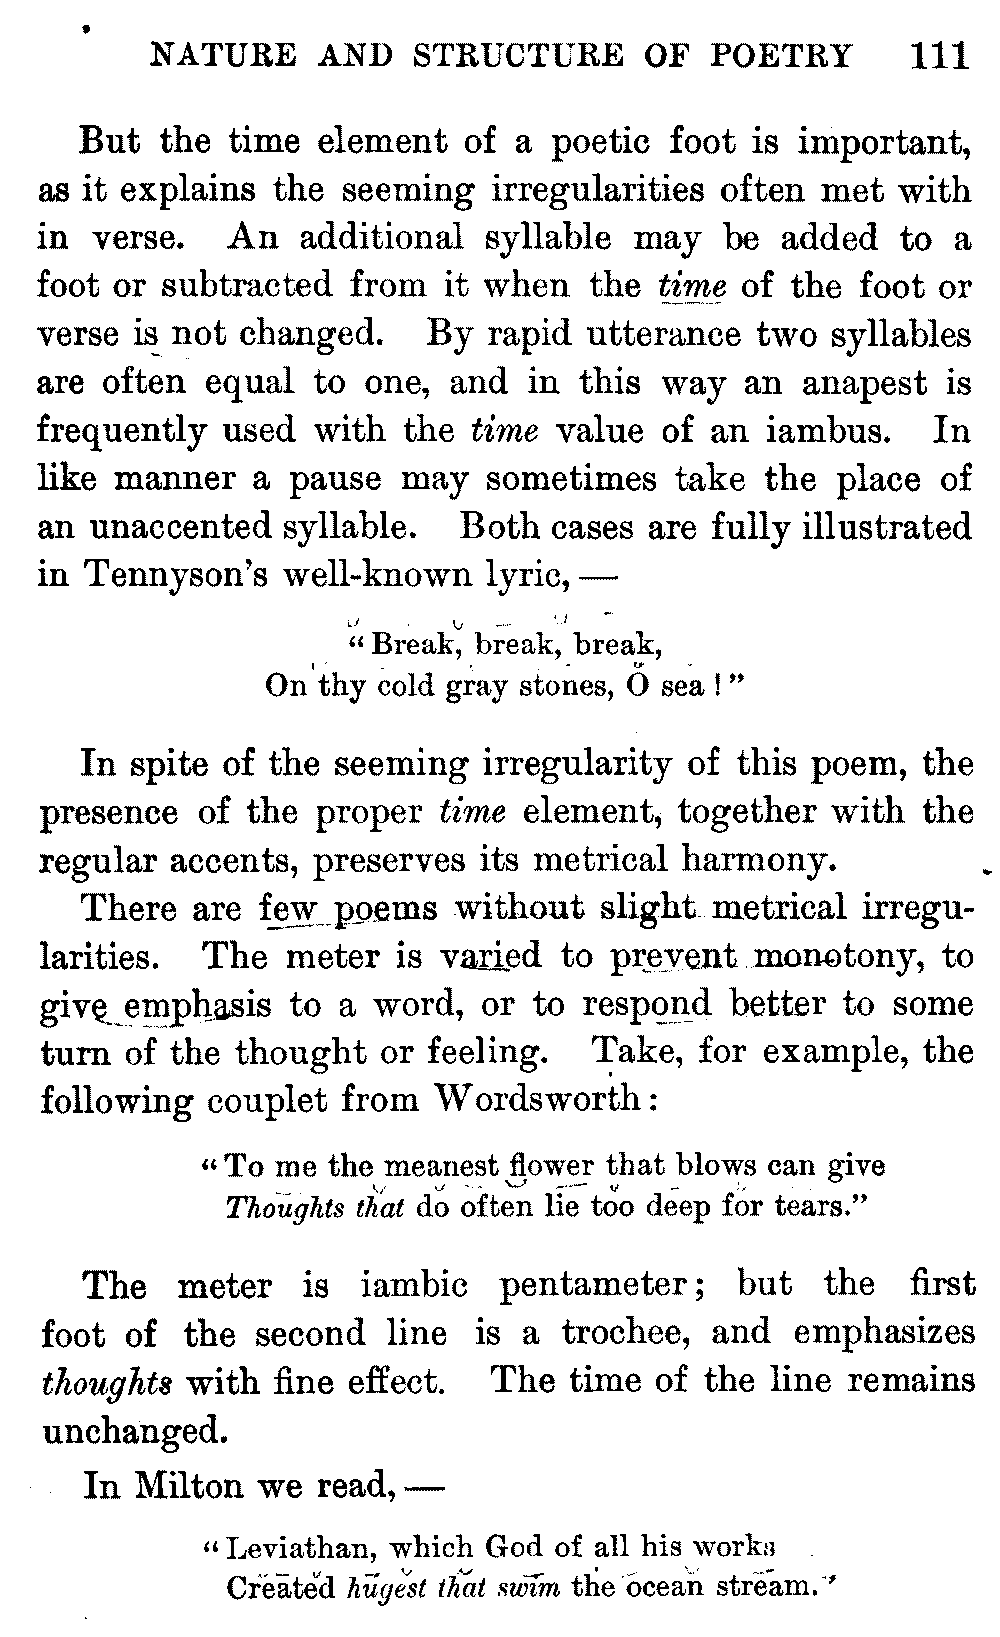 NATURE AND STRUCTURE OF POETRY 111
But the time element of a poetic foot is important,
as it explains the seeming irregularities often met with
in verse. An additional syllable may be added to a
foot or subtracted from it when the time of the foot or
verse is not changed. By rapid utterance two syllables
are often equal to one, and in this way an anapest is
frequently used with the time value of an iambus. In
like manner a pause may sometimes take the place of
an unaccented syllable. Both cases are fully illustrated
in Tennyson's well-known lyric, —
“ Break, break, break,
On thy cold gray stones, O sea ! ”
In spite of the seeming irregularity of this poem, the
presence of the proper time element, together with the
regular accents, preserves its metrical harmony.
There are few poems without slight metrical irregu-
larities. The meter is varied to prevent monotony, to
give emphasis to a word, or to respond better to some
turn of the thought or feeling. Take, for example, the
following couplet from Wordsworth :
“ To me the meanest flower that blows can give
Thoughts that do often lie too deep for tears.”
The meter is iambic pentameter; but the first
foot of the second line is a trochee, and emphasizes
thoughts with fine effect. The time of the line remains
unchanged.
In Milton we read, —
“ Leviathan, which God of all his works
Created hugest that swim the ocean stream.”